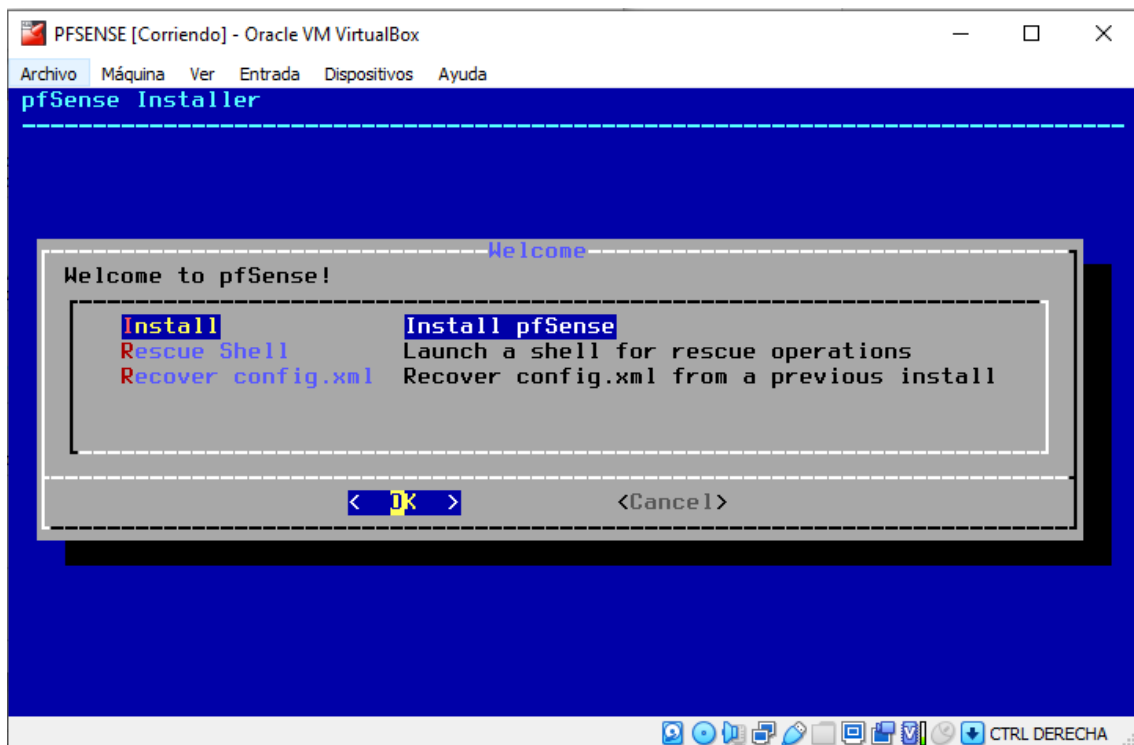 PFSENSE [Corriendo] - Oracle VM VirtualBox
Archivo Máquina Ver Entrada Dispositivos Ayuda
pfSense Installer
Welcome
Welcome to pfSense!
Install Install pfSense
Rescue Shell Launch a shell for rescue operations
Recover config.xml Recover config.xml from a previous install
< OK > <Cancel>
CTRL DERECHA